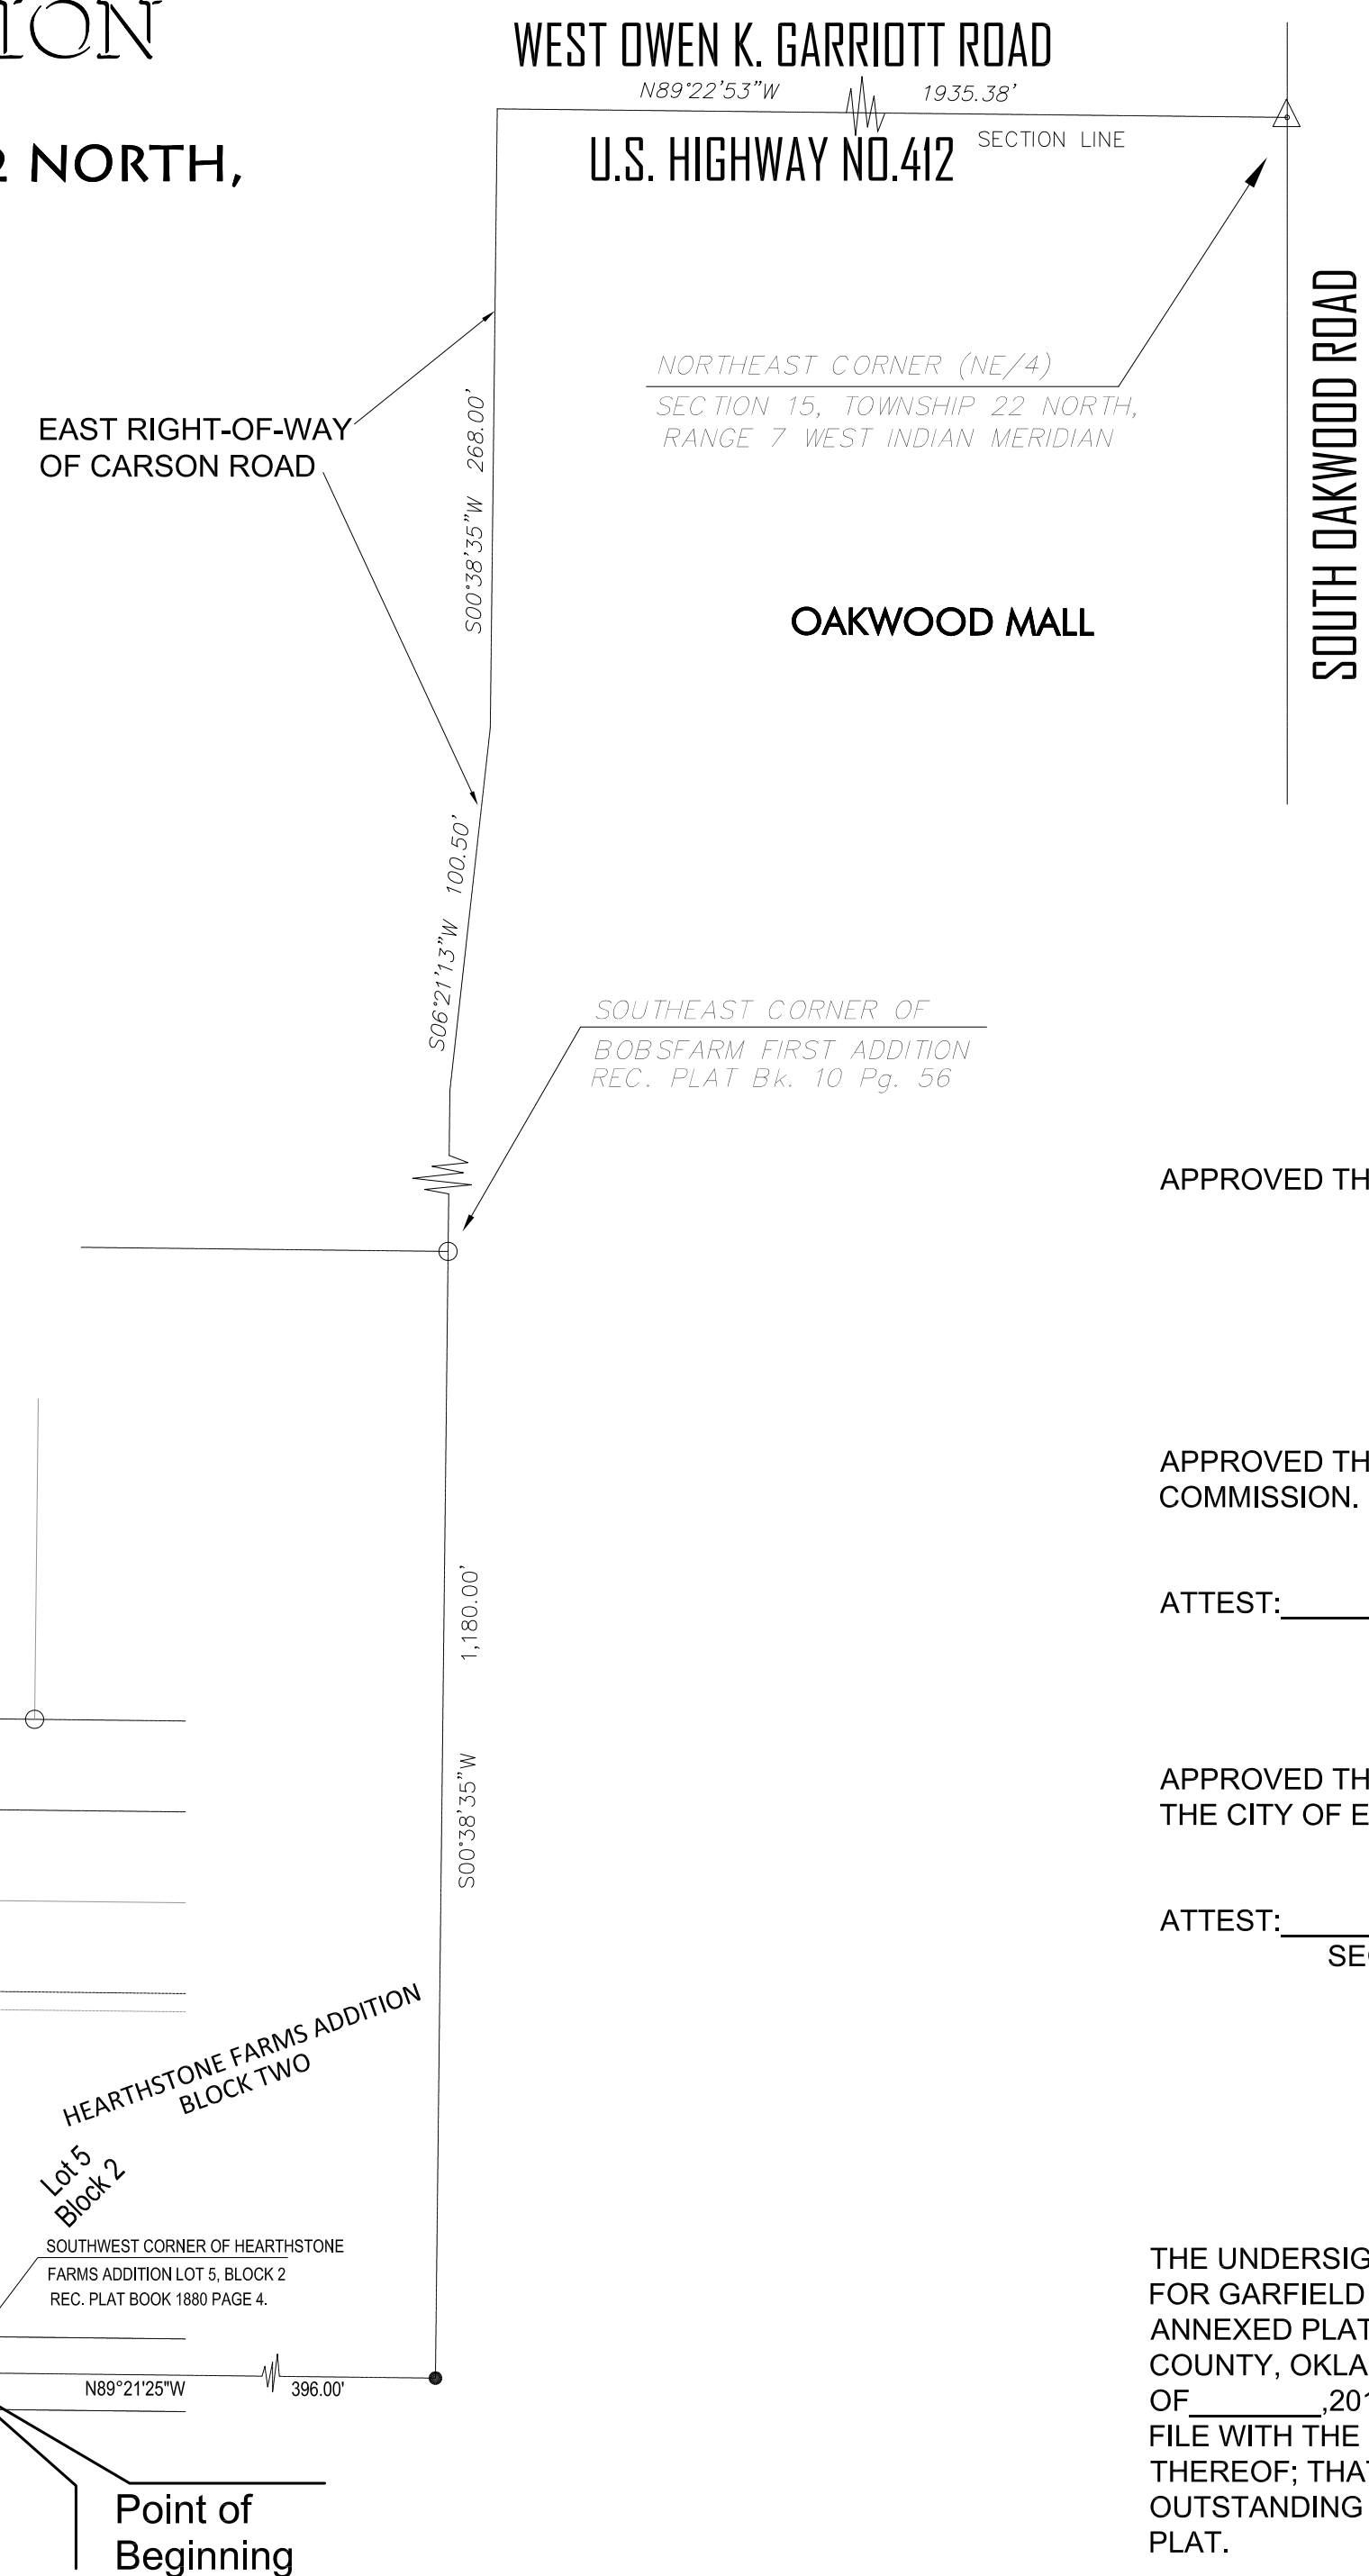 ION
WEST OWEN K. GARRIOTT ROAD
N89°22'53"W 1935.38'
SECTION LINE
2 NORTH,
U.S. HIGHWAY NO.412
SOUTH OAKWOOD ROAD
NORTHEAST CORNER (NE/4)
SECTION 15, TOWNSHIP 22 NORTH,
RANGE 7 WEST INDIAN MERIDIAN
EAST RIGHT-OF-WAY
OF CARSON ROAD
S00°38'35"W 268.00'
OAKWOOD MALL
S06°21'13"W 100.50'
SOUTHEAST CORNER OF
BOBSFARM FIRST ADDITION
REC. PLAT Bk. 10 Pg. 56
APPROVED TH
APPROVED TH
COMMISSION.
ATTEST:
S00°38'35"W 1,180.00'
APPROVED TH
THE CITY OF E
ATTEST:
SE
HEARTHSTONE FARMS ADDITION
BLOCK TWO
Lot 5
Block 2
SOUTHWEST CORNER OF HEARTHSTONE
FARMS ADDITION LOT 5, BLOCK 2
REC. PLAT BOOK 1880 PAGE 4.
N89°21'25"W 396.00'
Point of
Beginning
THE UNDERSIG
FOR GARFIELD
ANNEXED PLAT
COUNTY, OKLA
OF________,201
FILE WITH THE
THEREOF; THAT
OUTSTANDING
PLAT.